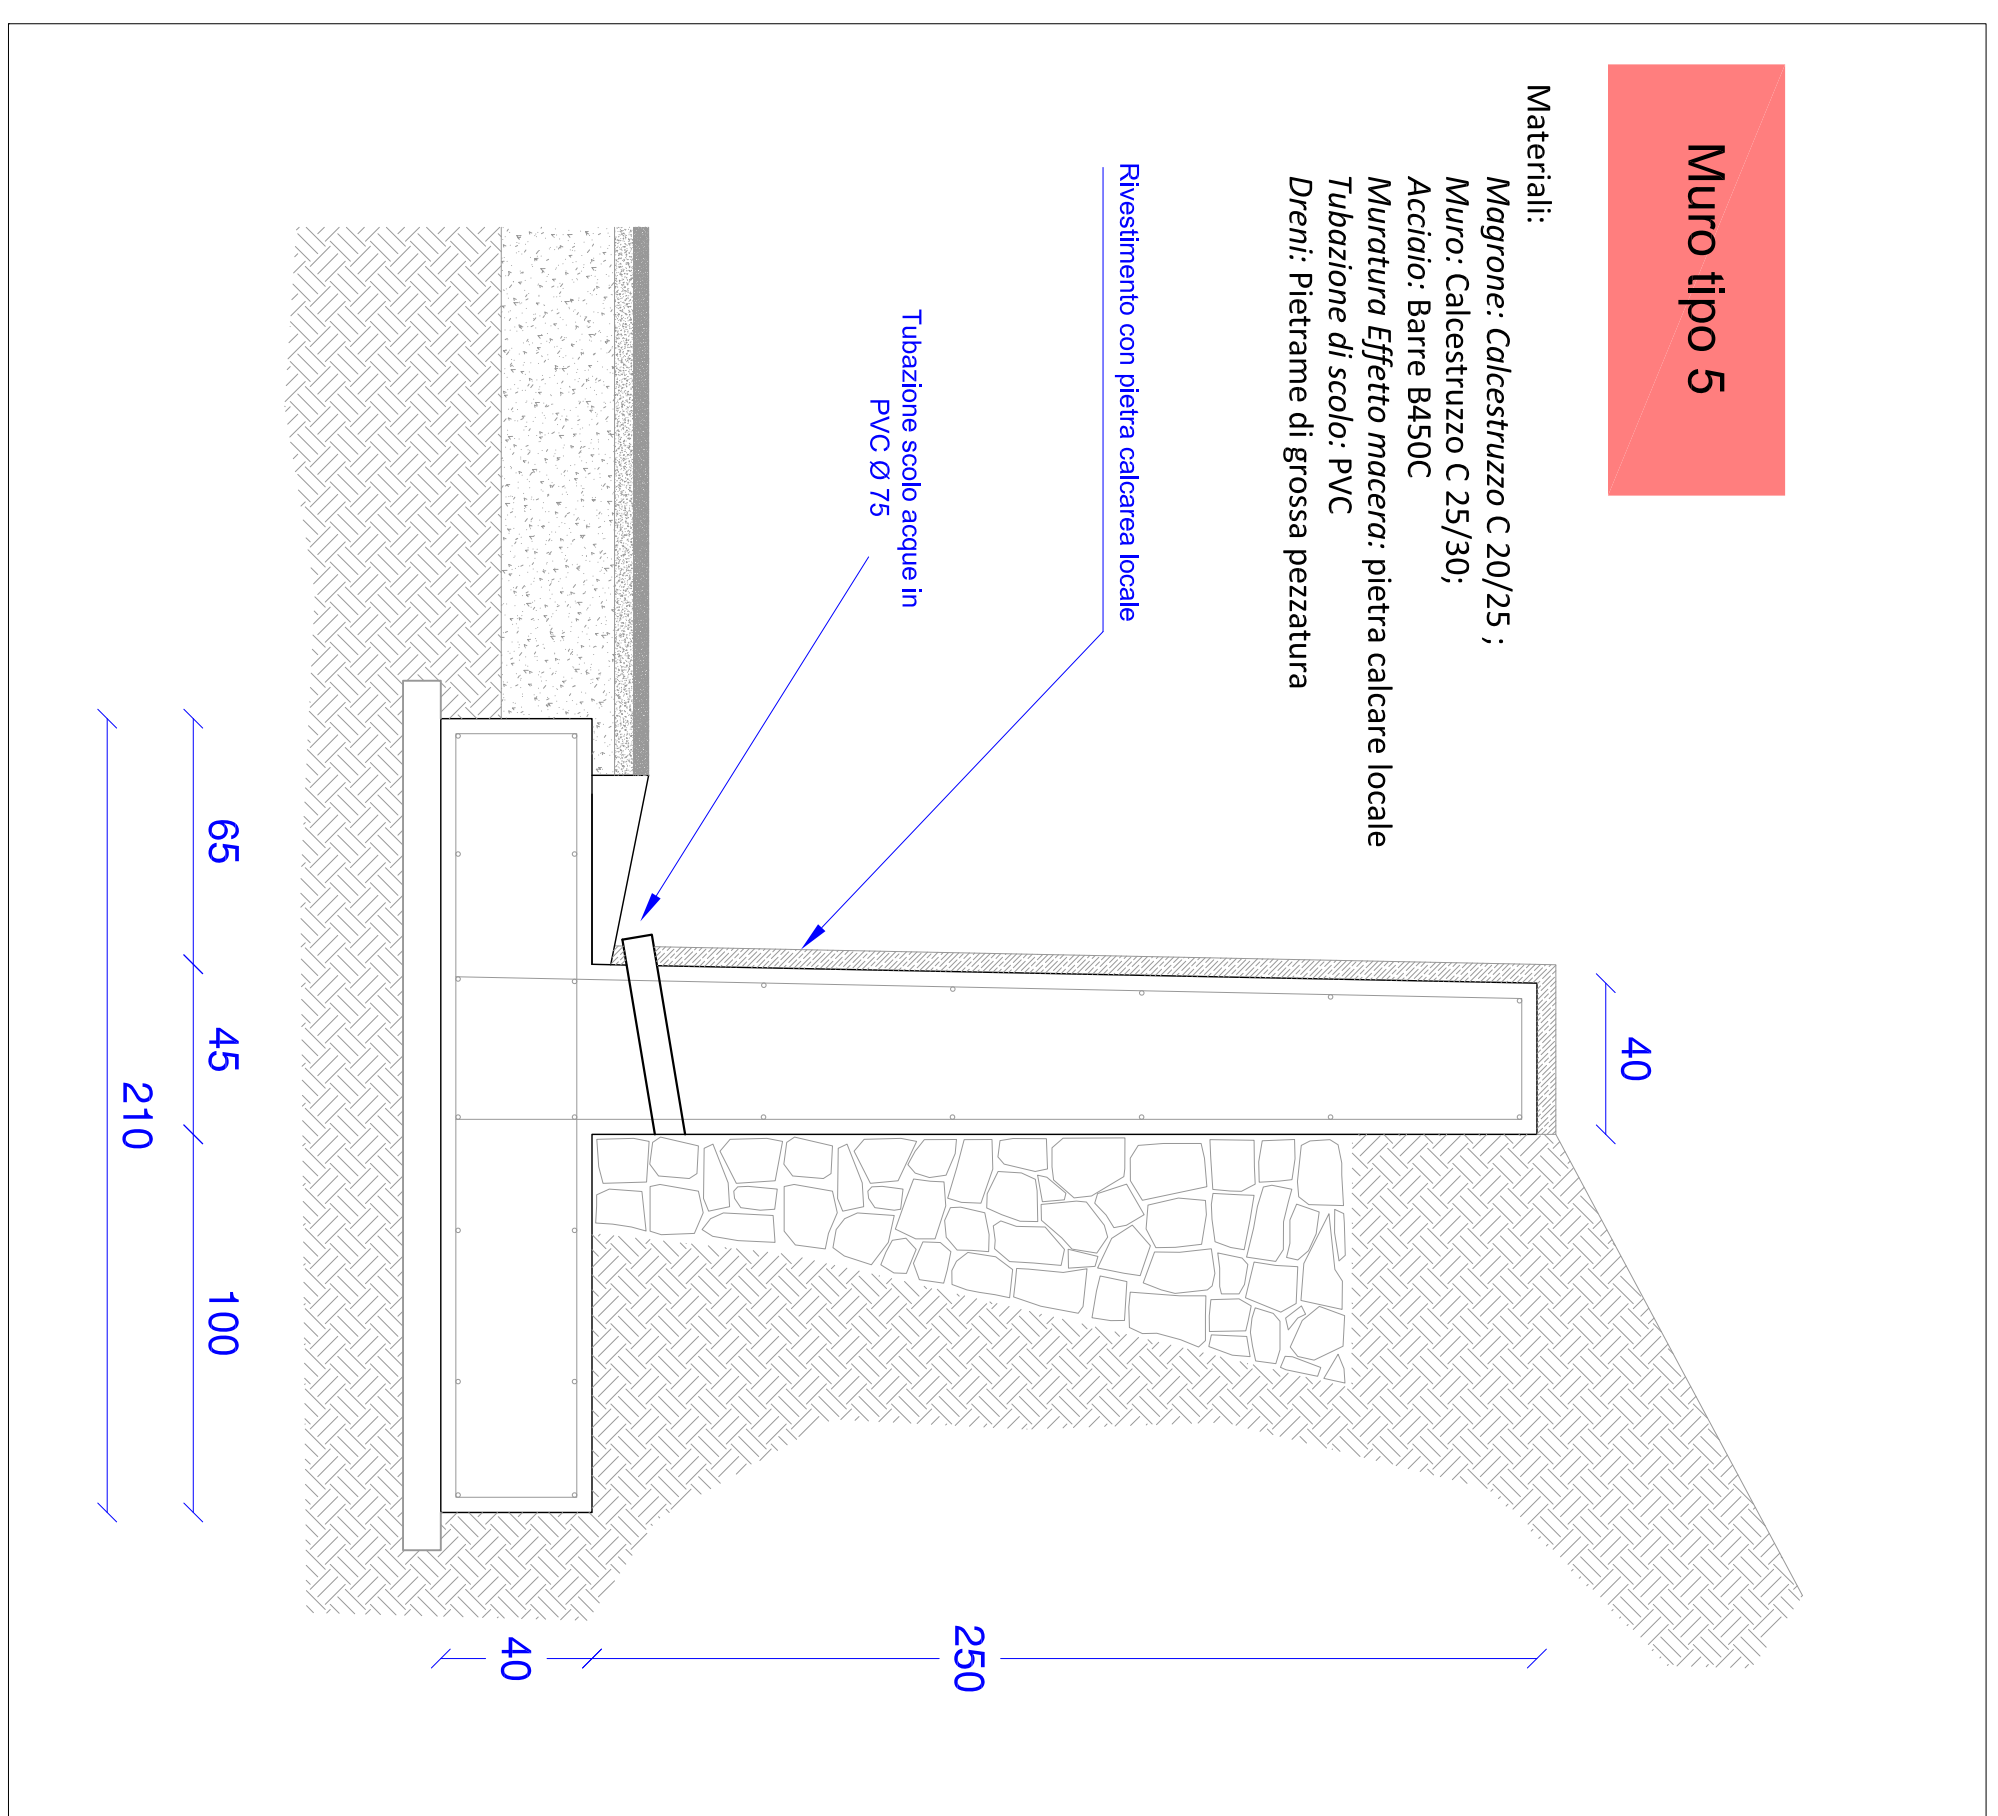 Muro tipo 5
Materiali:
Magrone: Calcestruzzo C 20/25 ;
Muro: Calcestruzzo C 25/30;
Acciaio: Barre B450C
Muratura Effetto macera: pietra calcare locale
Tubazione di scolo: PVC
Dreni: Pietrame di grossa pezzatura
40
Rivestimento con pietra calcarea locale
Tubazione scolo acque in
PVC Ø 75
250
40
65
45
100
210